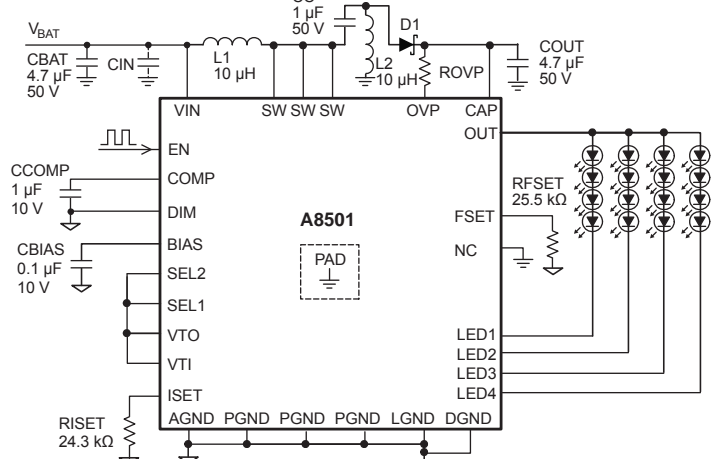 1 µF
50 V
VBAT
CBAT
4.7 µF
50 V
CIN
L1
10 µH
L2
10 µH
D1
ROVP
COUT
4.7 µF
50 V
VIN
SW SW SW
OVP
CAP
OUT
EN
CCOMP
1 µF
10 V
COMP
DIM
CBIAS
0.1 µF
10 V
BIAS
SEL2
SEL1
VTO
VTI
ISET
RISET
24.3 kΩ
A8501
PAD
RFSET
25.5 kΩ
FSET
NC
LED1
LED2
LED3
LED4
AGND PGND PGND PGND LGND DGND